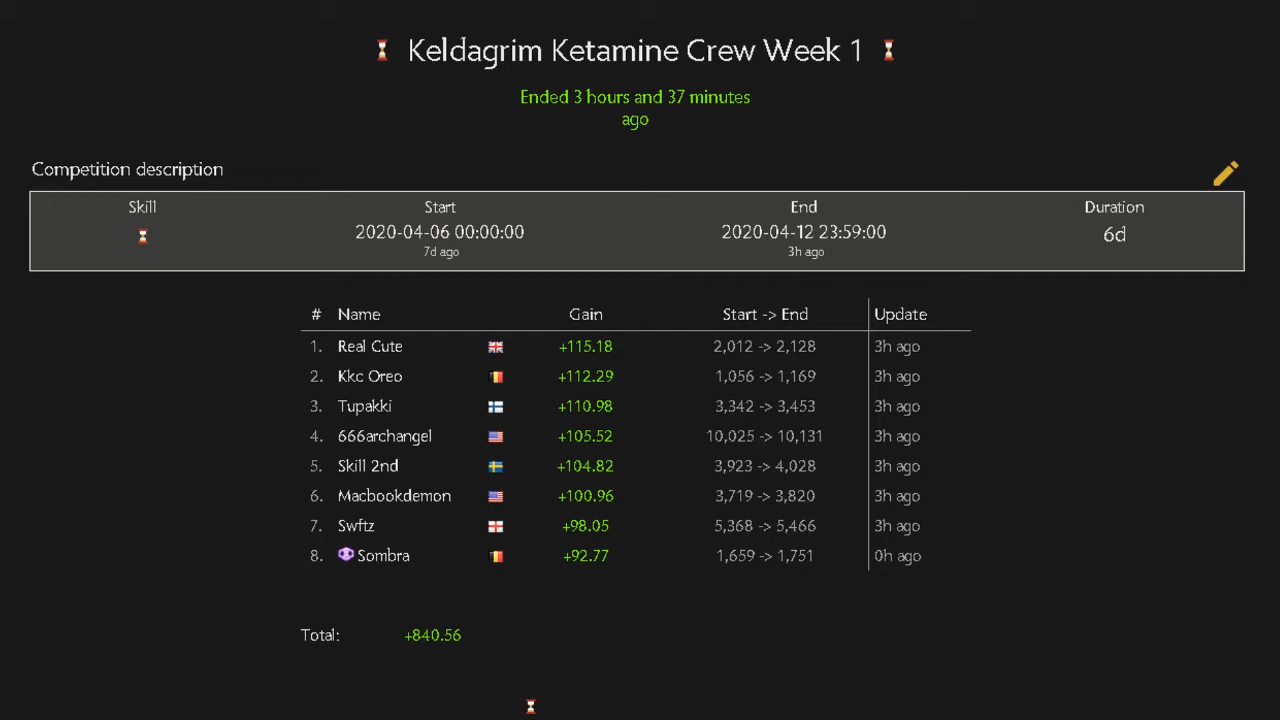 Keldagrim Ketamine Crew Week 1
Ended 3 hours and 37 minutes
ago
Competition description
Skill Start End Duration
2020-04-06 00:00:00 2020-04-12 23:59:00 6d
7d ago 3h ago
# Name Gain Start -> End Update
1. Real Cute +115.18 2,012 -> 2,128 3h ago
2. Kkc Oreo +112.29 1,056 -> 1,169 3h ago
3. Tupakki +110.98 3,342 -> 3,453 3h ago
4. 666archangel +105.52 10,025 -> 10,131 3h ago
5. Skill 2nd +104.82 3,923 -> 4,028 3h ago
6. Macbookdemon +100.96 3,719 -> 3,820 3h ago
7. Swftz +98.05 5,368 -> 5,466 3h ago
8. Sombra +92.77 1,659 -> 1,751 0h ago
Total: +840.56